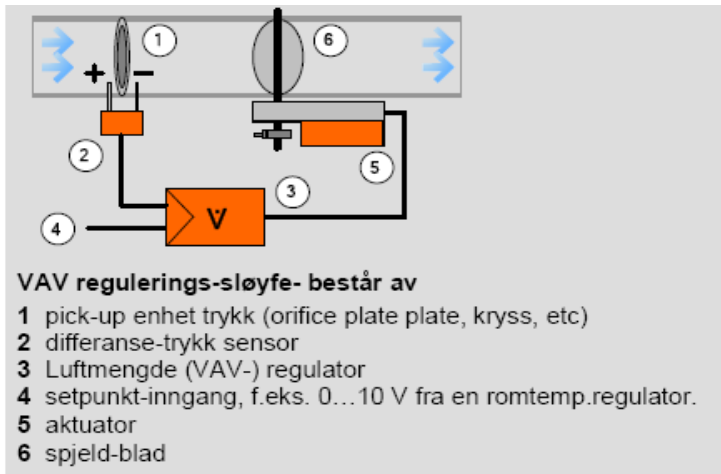 1
6
+ −
2
5
3
V̇
4
VAV regulerings-sløyfe- består av
1 pick-up enhet trykk (orifice plate plate, kryss, etc)
2 differanse-trykk sensor
3 Luftmengde (VAV-) regulator
4 setpunkt-inngang, f.eks. 0...10 V fra en romtemp.regulator.
5 aktuator
6 spjeld-blad